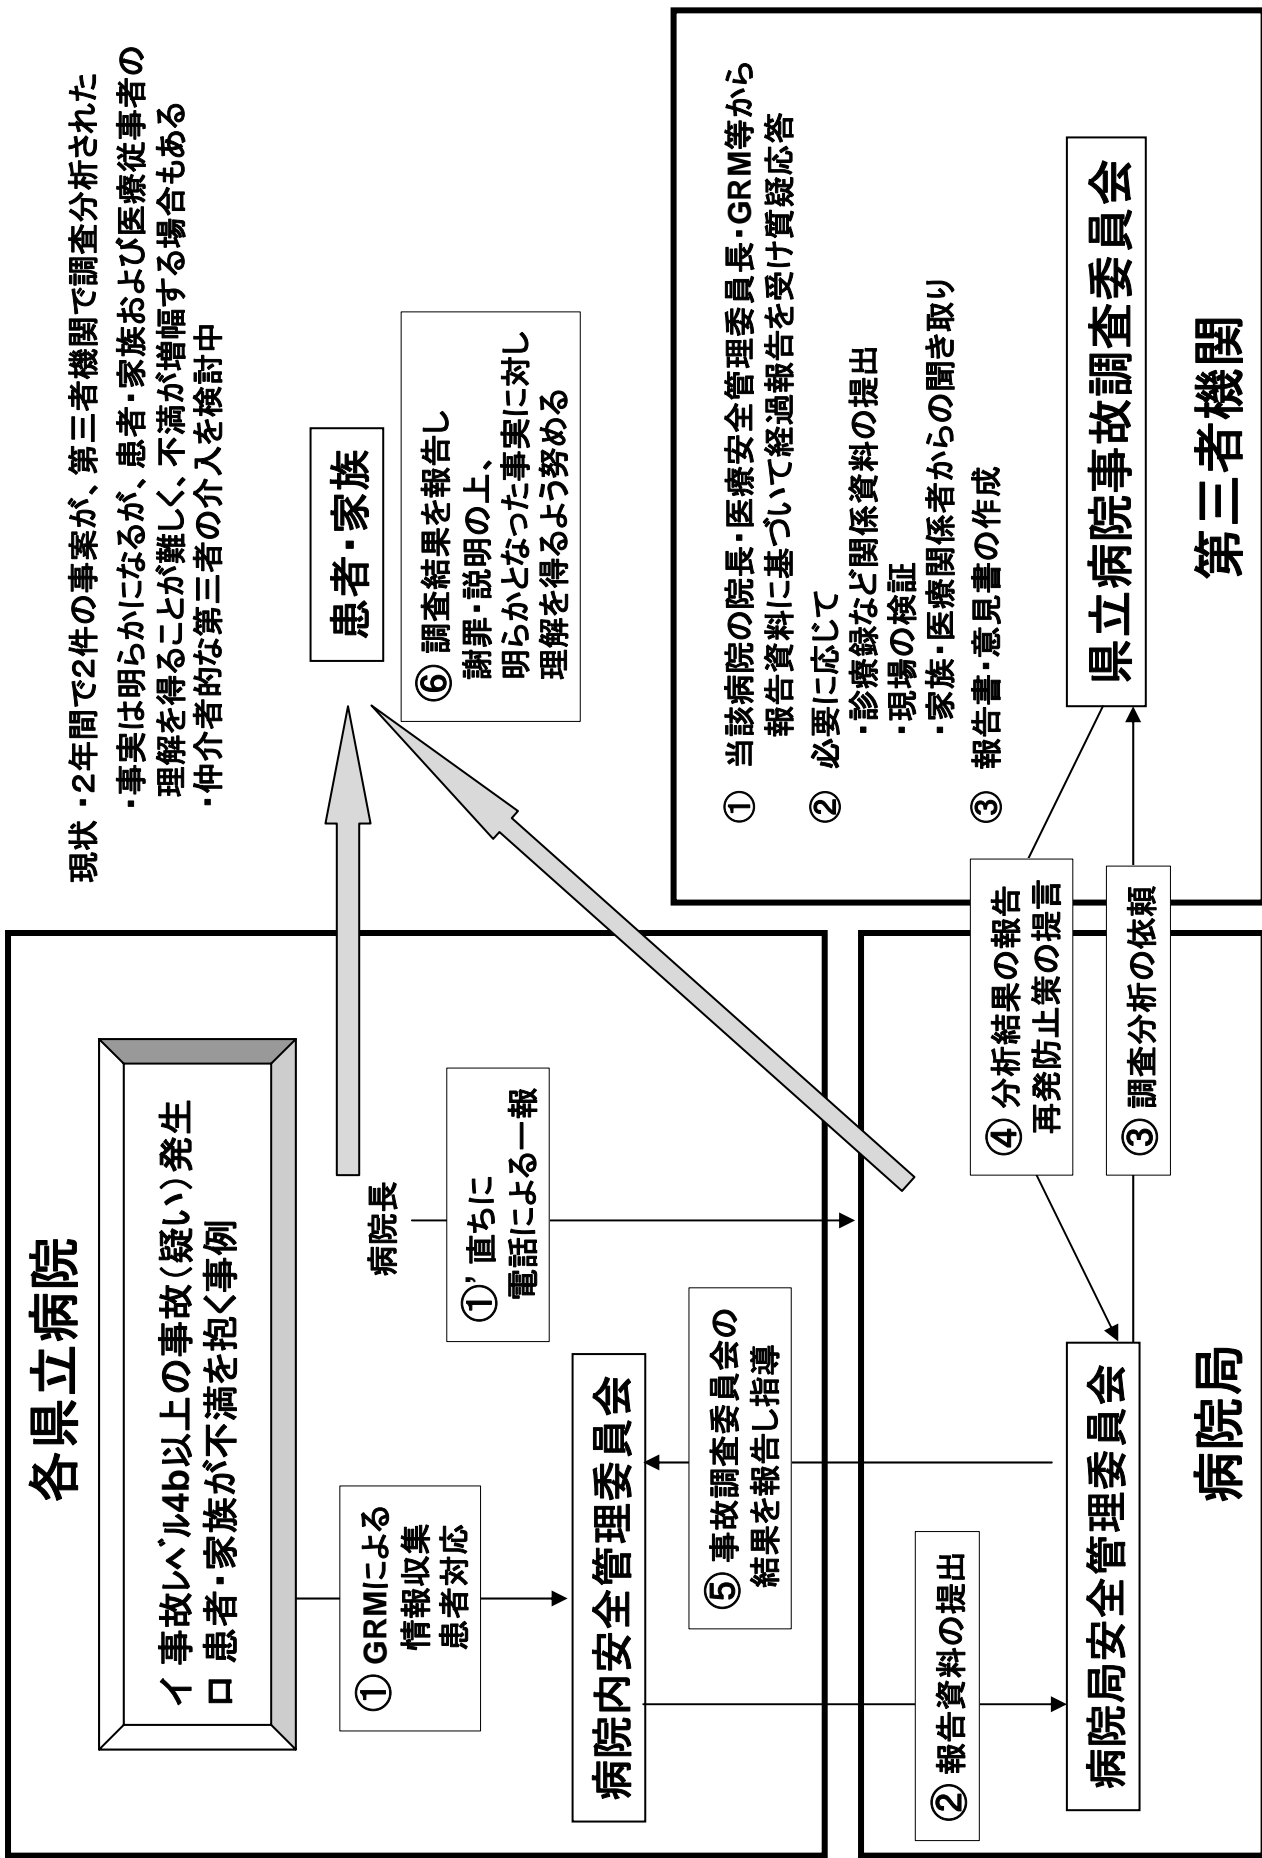 各県立病院
イ 事故レベル4b以上の事故(疑い)発生
ロ 患者・家族が不満を抱く事例
① GRMによる
情報収集
患者対応
病院長
①’ 直ちに
電話による一報
病院内安全管理委員会
⑤ 事故調査委員会の
結果を報告し指導
② 報告資料の提出
病院局安全管理委員会
病院局
現状 ・2年間で2件の事案が、第三者機関で調査分析された
・事実は明らかになるが、患者・家族および医療従事者の
理解を得ることが難しく、不満が増幅する場合もある
・仲介者的な第三者の介入を検討中
患者・家族
⑥ 調査結果を報告し
謝罪・説明の上、
明らかとなった事実に対し
理解を得るよう努める
④ 分析結果の報告
再発防止策の提言
③ 調査分析の依頼
① 当該病院の院長・医療安全管理委員長・GRM等から
報告資料に基づいて経過報告を受け質疑応答
② 必要に応じて
・診療録など関係資料の提出
・現場の検証
・家族・医療関係者からの聞き取り
③ 報告書・意見書の作成
県立病院事故調査委員会
第三者機関